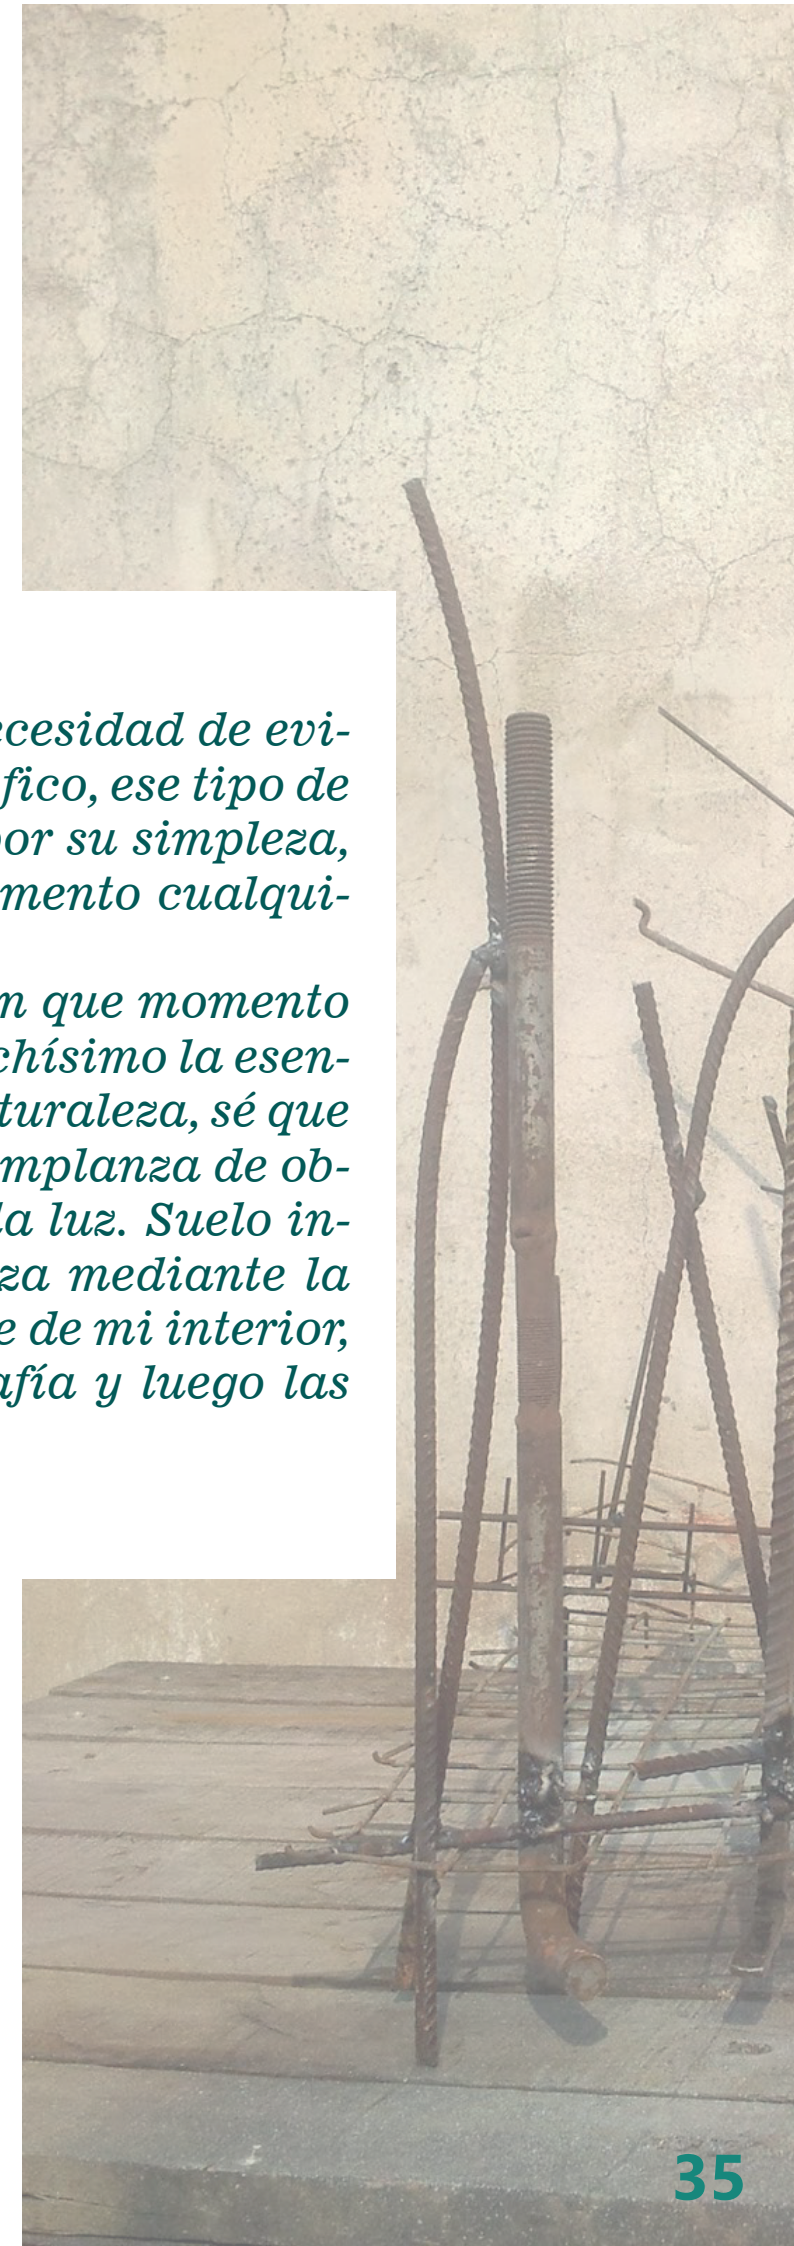 cesidad de evi-
fico, ese tipo de
por su simpleza,
mento cualqui-
n que momento
chísimo la esen-
turaleza, sé que
mplanza de ob-
la luz. Suelo in-
za mediante la
e de mi interior,
afía y luego las
35